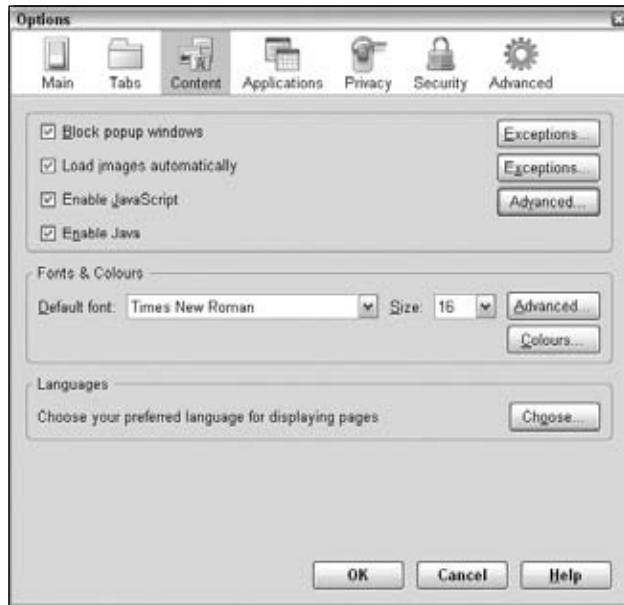 Options
Main Tabs Content Applications Privacy Security Advanced
Block popup windows Exceptions...
Load images automatically Exceptions...
Enable JavaScript Advanced...
Enable Java
Fonts & Colours
Default font: Times New Roman Size: 16 Advanced...
Colours...
Languages
Choose your preferred language for displaying pages Choose...
OK Cancel Help